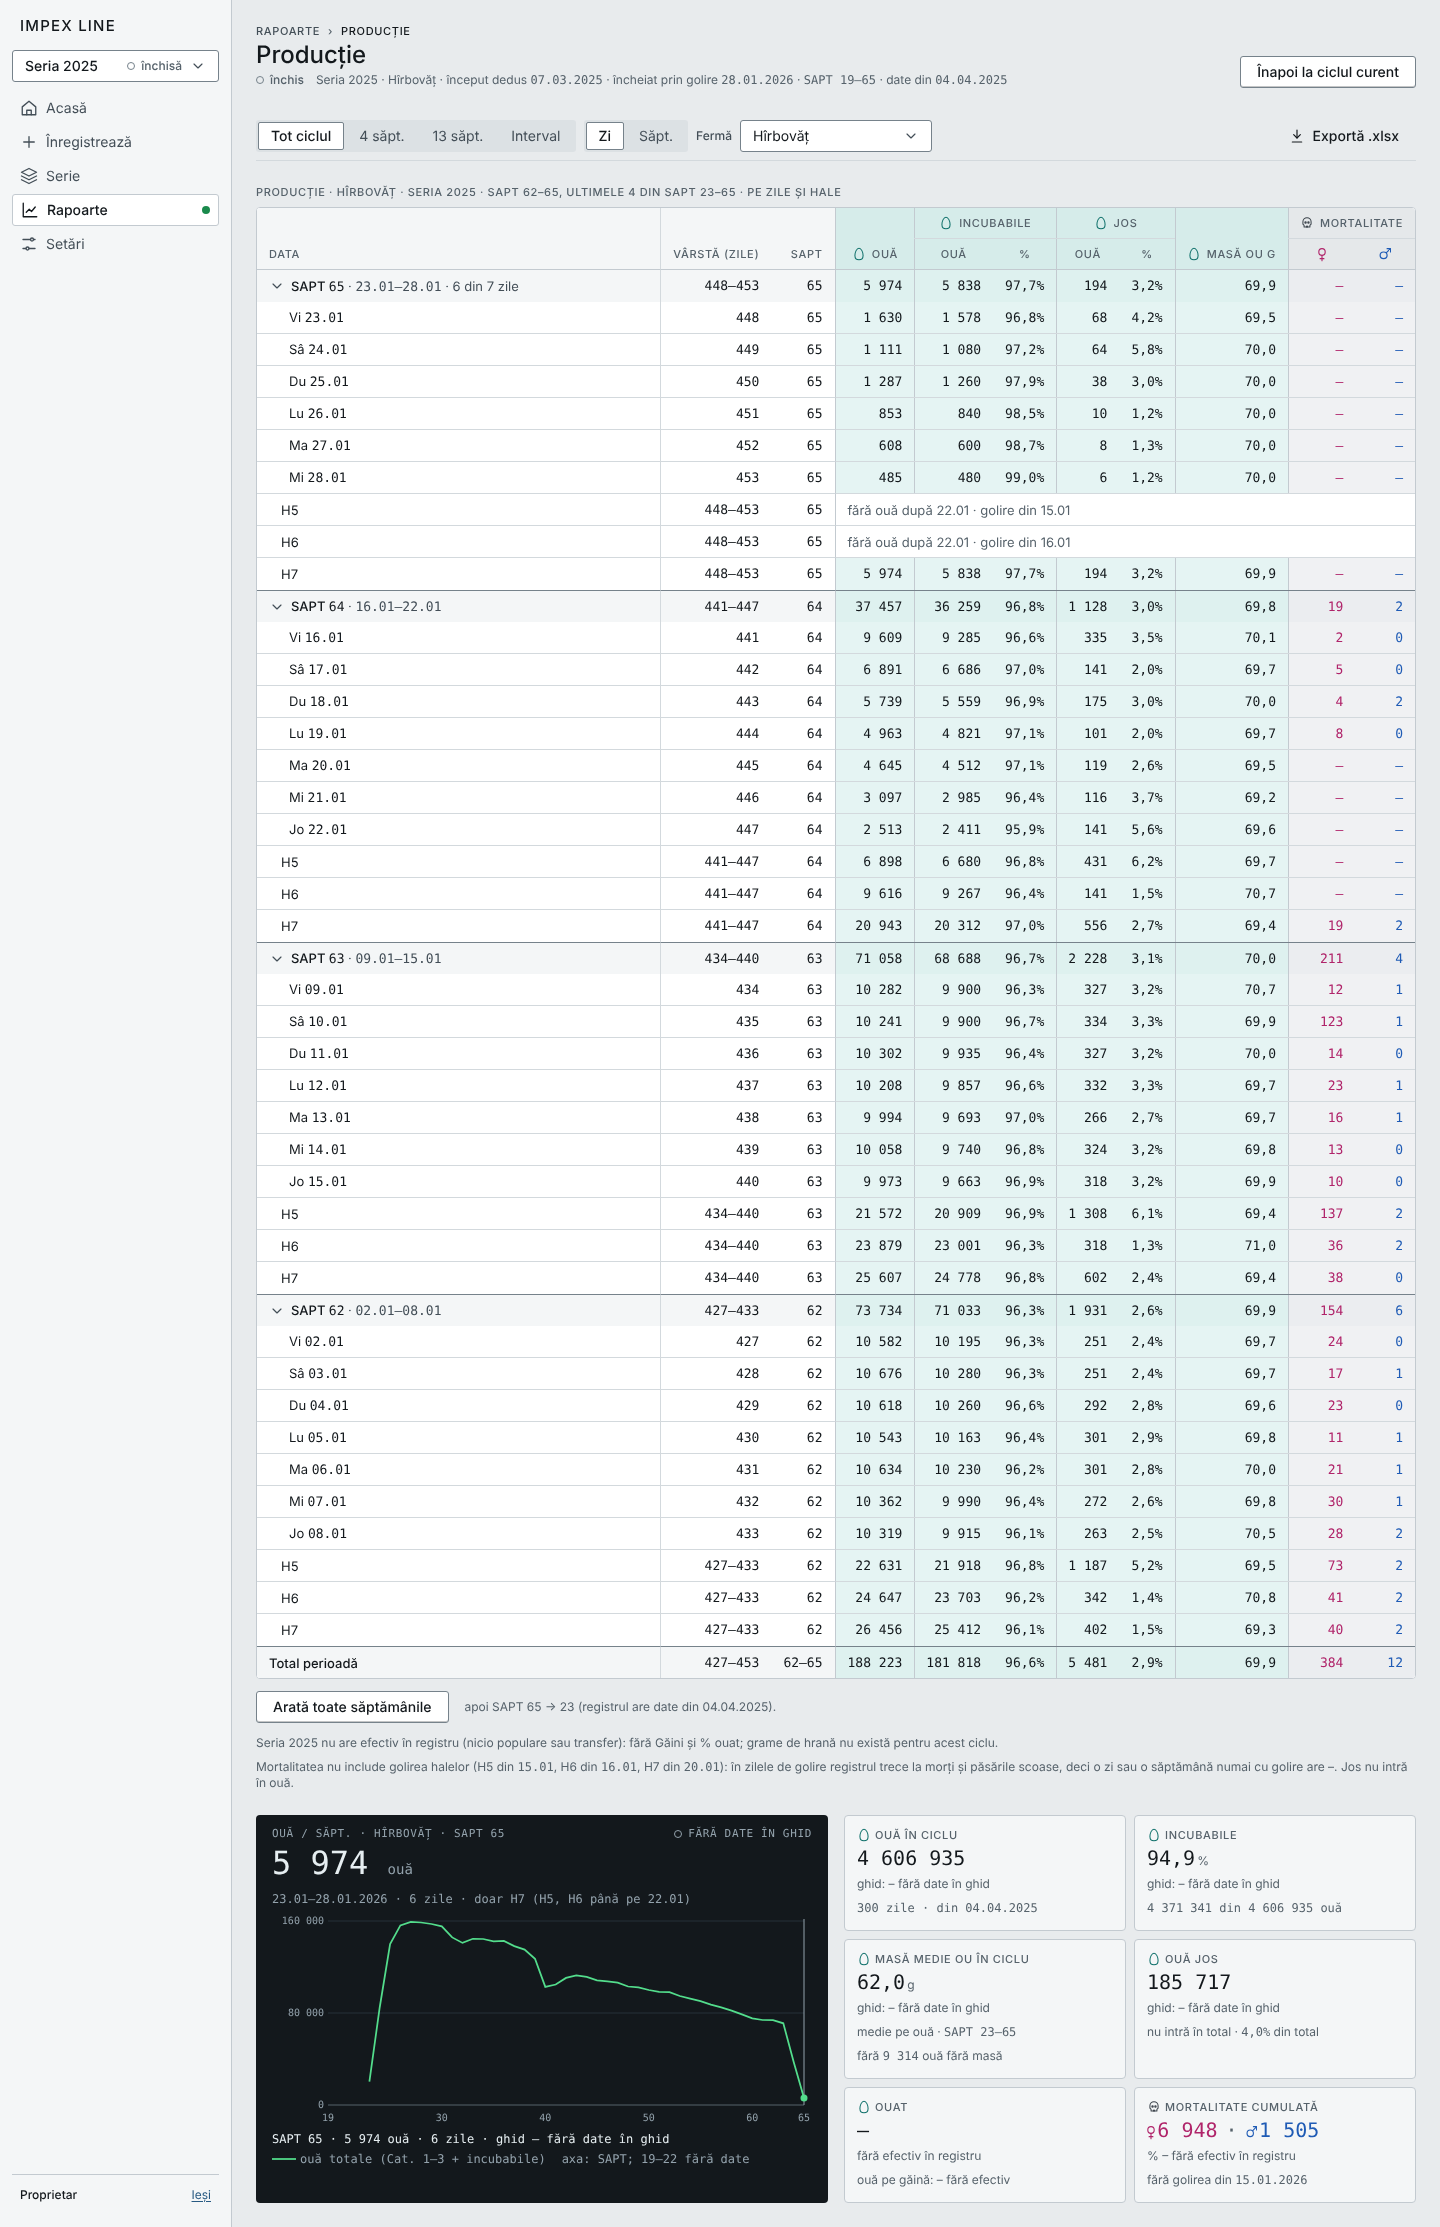 IMPEX LINE
Seria 2025 închisă
Acasă
Înregistrează
Serie
Rapoarte
Setări
Proprietar Ieși
RAPOARTE › PRODUCȚIE
Producție
închis Seria 2025 · Hîrbovăț · început dedus 07.03.2025 · încheiat prin golire 28.01.2026 · SAPT 19–65 · date din 04.04.2025
Înapoi la ciclul curent
Tot ciclul 4 săpt. 13 săpt. Interval Zi Săpt. Fermă Hîrbovăț Exportă .xlsx
PRODUCȚIE · HÎRBOVĂȚ · SERIA 2025 · SAPT 62–65, ULTIMELE 4 DIN SAPT 23–65 · PE ZILE ȘI HALE
INCUBABILE JOS MORTALITATE
DATA VÂRSTĂ (ZILE) SAPT OUĂ OUĂ % OUĂ % MASĂ OU G ♀ ♂
SAPT 65 · 23.01–28.01 · 6 din 7 zile 448–453 65 5 974 5 838 97,7% 194 3,2% 69,9 – –
Vi 23.01 448 65 1 630 1 578 96,8% 68 4,2% 69,5 – –
Sâ 24.01 449 65 1 111 1 080 97,2% 64 5,8% 70,0 – –
Du 25.01 450 65 1 287 1 260 97,9% 38 3,0% 70,0 – –
Lu 26.01 451 65 853 840 98,5% 10 1,2% 70,0 – –
Ma 27.01 452 65 608 600 98,7% 8 1,3% 70,0 – –
Mi 28.01 453 65 485 480 99,0% 6 1,2% 70,0 – –
H5 448–453 65 fără ouă după 22.01 · golire din 15.01
H6 448–453 65 fără ouă după 22.01 · golire din 16.01
H7 448–453 65 5 974 5 838 97,7% 194 3,2% 69,9 – –
SAPT 64 · 16.01–22.01 441–447 64 37 457 36 259 96,8% 1 128 3,0% 69,8 19 2
Vi 16.01 441 64 9 609 9 285 96,6% 335 3,5% 70,1 2 0
Sâ 17.01 442 64 6 891 6 686 97,0% 141 2,0% 69,7 5 0
Du 18.01 443 64 5 739 5 559 96,9% 175 3,0% 70,0 4 2
Lu 19.01 444 64 4 963 4 821 97,1% 101 2,0% 69,7 8 0
Ma 20.01 445 64 4 645 4 512 97,1% 119 2,6% 69,5 – –
Mi 21.01 446 64 3 097 2 985 96,4% 116 3,7% 69,2 – –
Jo 22.01 447 64 2 513 2 411 95,9% 141 5,6% 69,6 – –
H5 441–447 64 6 898 6 680 96,8% 431 6,2% 69,7 – –
H6 441–447 64 9 616 9 267 96,4% 141 1,5% 70,7 – –
H7 441–447 64 20 943 20 312 97,0% 556 2,7% 69,4 19 2
SAPT 63 · 09.01–15.01 434–440 63 71 058 68 688 96,7% 2 228 3,1% 70,0 211 4
Vi 09.01 434 63 10 282 9 900 96,3% 327 3,2% 70,7 12 1
Sâ 10.01 435 63 10 241 9 900 96,7% 334 3,3% 69,9 123 1
Du 11.01 436 63 10 302 9 935 96,4% 327 3,2% 70,0 14 0
Lu 12.01 437 63 10 208 9 857 96,6% 332 3,3% 69,7 23 1
Ma 13.01 438 63 9 994 9 693 97,0% 266 2,7% 69,7 16 1
Mi 14.01 439 63 10 058 9 740 96,8% 324 3,2% 69,8 13 0
Jo 15.01 440 63 9 973 9 663 96,9% 318 3,2% 69,9 10 0
H5 434–440 63 21 572 20 909 96,9% 1 308 6,1% 69,4 137 2
H6 434–440 63 23 879 23 001 96,3% 318 1,3% 71,0 36 2
H7 434–440 63 25 607 24 778 96,8% 602 2,4% 69,4 38 0
SAPT 62 · 02.01–08.01 427–433 62 73 734 71 033 96,3% 1 931 2,6% 69,9 154 6
Vi 02.01 427 62 10 582 10 195 96,3% 251 2,4% 69,7 24 0
Sâ 03.01 428 62 10 676 10 280 96,3% 251 2,4% 69,7 17 1
Du 04.01 429 62 10 618 10 260 96,6% 292 2,8% 69,6 23 0
Lu 05.01 430 62 10 543 10 163 96,4% 301 2,9% 69,8 11 1
Ma 06.01 431 62 10 634 10 230 96,2% 301 2,8% 70,0 21 1
Mi 07.01 432 62 10 362 9 990 96,4% 272 2,6% 69,8 30 1
Jo 08.01 433 62 10 319 9 915 96,1% 263 2,5% 70,5 28 2
H5 427–433 62 22 631 21 918 96,8% 1 187 5,2% 69,5 73 2
H6 427–433 62 24 647 23 703 96,2% 342 1,4% 70,8 41 2
H7 427–433 62 26 456 25 412 96,1% 402 1,5% 69,3 40 2
Total perioadă 427–453 62–65 188 223 181 818 96,6% 5 481 2,9% 69,9 384 12
Arată toate săptămânile apoi SAPT 65 → 23 (registrul are date din 04.04.2025).
Seria 2025 nu are efectiv în registru (nicio populare sau transfer): fără Găini și % ouat; grame de hrană nu există pentru acest ciclu.
Mortalitatea nu include golirea halelor (H5 din 15.01, H6 din 16.01, H7 din 20.01): în zilele de golire registrul trece la morți și păsările scoase, deci o zi sau o săptămână numai cu golire are –. Jos nu intră
în ouă.
OUĂ / SĂPT. · HÎRBOVĂȚ · SAPT 65 FĂRĂ DATE ÎN GHID
5 974 ouă
23.01–28.01.2026 · 6 zile · doar H7 (H5, H6 până pe 22.01)
160 000
80 000
0
19 30 40 50 60 65
SAPT 65 · 5 974 ouă · 6 zile · ghid – fără date în ghid
ouă totale (Cat. 1–3 + incubabile) axa: SAPT; 19–22 fără date
OUĂ ÎN CICLU
4 606 935
ghid: – fără date în ghid
300 zile · din 04.04.2025
INCUBABILE
94,9 %
ghid: – fără date în ghid
4 371 341 din 4 606 935 ouă
MASĂ MEDIE OU ÎN CICLU
62,0 g
ghid: – fără date în ghid
medie pe ouă · SAPT 23–65
fără 9 314 ouă fără masă
OUĂ JOS
185 717
ghid: – fără date în ghid
nu intră în total · 4,0% din total
OUAT
–
fără efectiv în registru
ouă pe găină: – fără efectiv
MORTALITATE CUMULATĂ
♀6 948 · ♂1 505
% – fără efectiv în registru
fără golirea din 15.01.2026